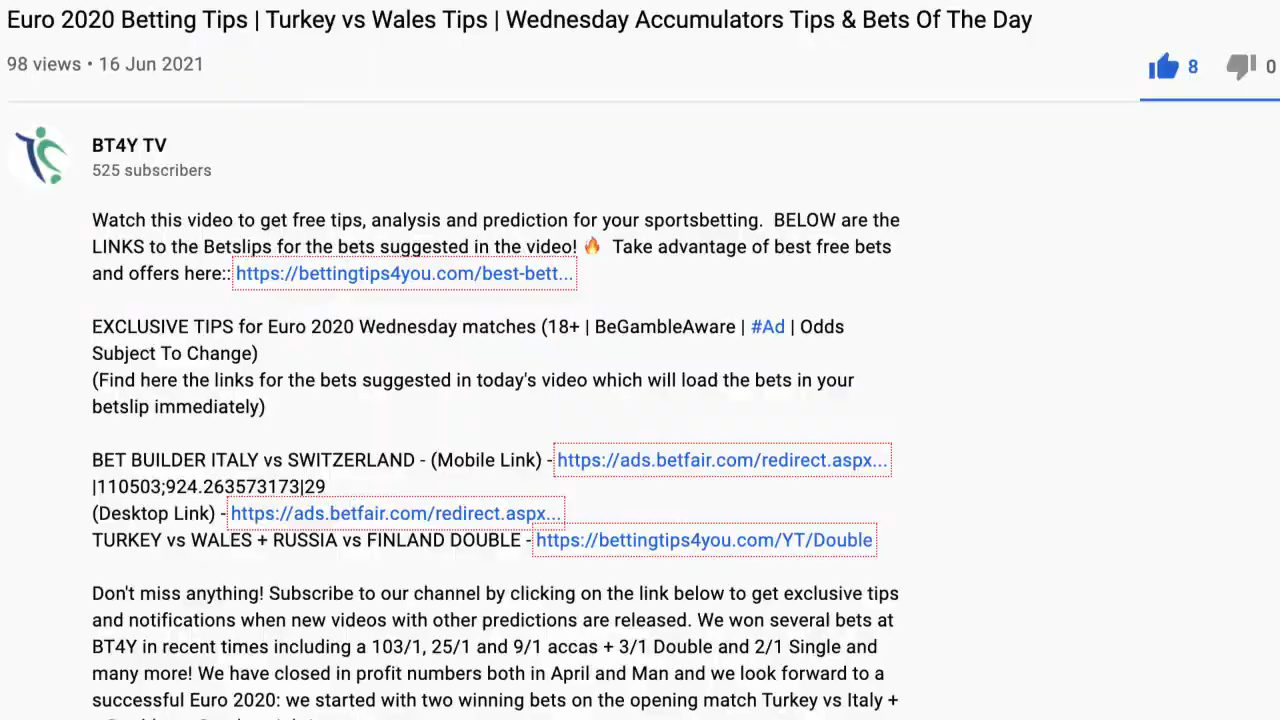 Euro 2020 Betting Tips | Turkey vs Wales Tips | Wednesday Accumulators Tips & Bets Of The Day
98 views • 16 Jun 2021
8
0
BT4Y TV
525 subscribers
Watch this video to get free tips, analysis and prediction for your sportsbetting.  BELOW are the
LINKS to the Betslips for the bets suggested in the video! 🔥  Take advantage of best free bets
and offers here:: https://bettingtips4you.com/best-bett...
EXCLUSIVE TIPS for Euro 2020 Wednesday matches (18+ | BeGambleAware | #Ad | Odds
Subject To Change)
(Find here the links for the bets suggested in today's video which will load the bets in your
betslip immediately)
BET BUILDER ITALY vs SWITZERLAND - (Mobile Link) - https://ads.betfair.com/redirect.aspx...
|110503;924.263573173|29
(Desktop Link) - https://ads.betfair.com/redirect.aspx...
TURKEY vs WALES + RUSSIA vs FINLAND DOUBLE - https://bettingtips4you.com/YT/Double
Don't miss anything! Subscribe to our channel by clicking on the link below to get exclusive tips
and notifications when new videos with other predictions are released. We won several bets at
BT4Y in recent times including a 103/1, 25/1 and 9/1 accas + 3/1 Double and 2/1 Single and
many more! We have closed in profit numbers both in April and Man and we look forward to a
successful Euro 2020: we started with two winning bets on the opening match Turkey vs Italy +